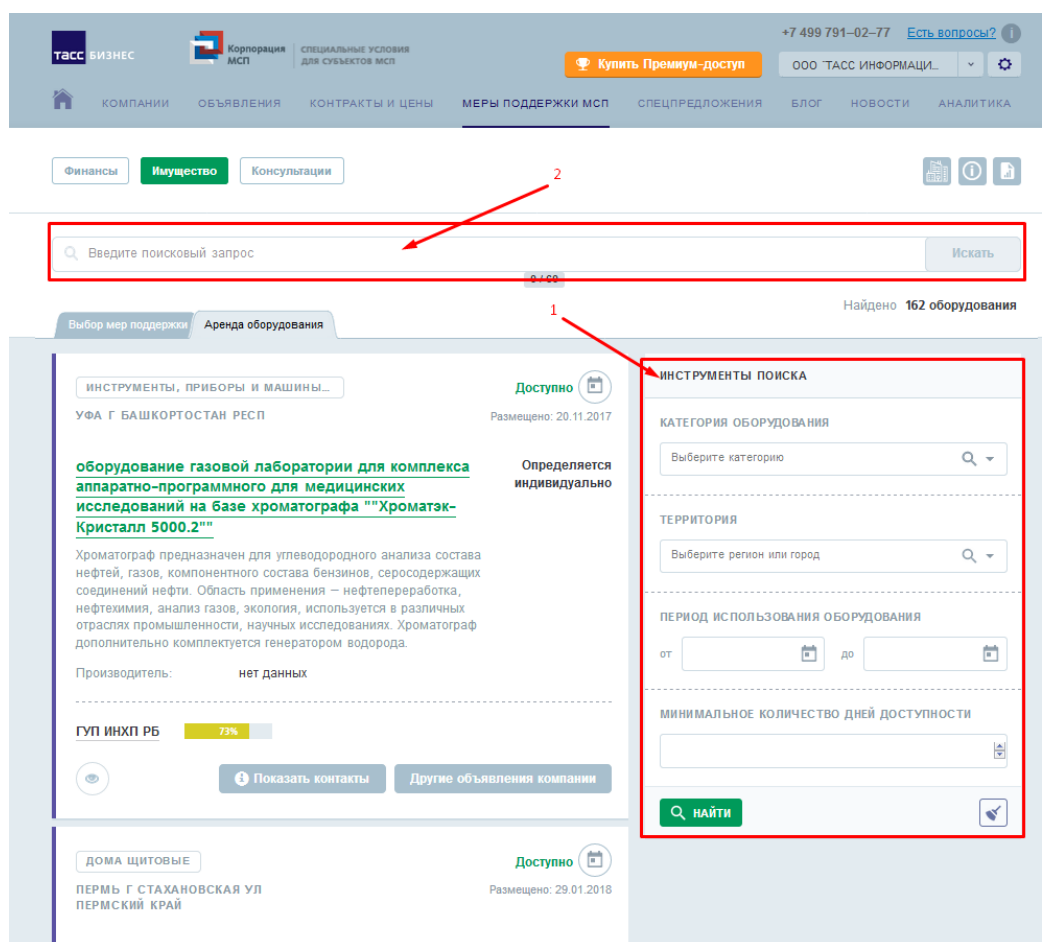 +7 499 791-02-77 Есть вопросы?
тасс БИЗНЕС
Корпорация МСП
СПЕЦИАЛЬНЫЕ УСЛОВИЯ
ДЛЯ СУБЪЕКТОВ МСП
Купить Премиум-доступ
ООО "ТАСС ИНФОРМАЦИ...
КОМПАНИИ ОБЪЯВЛЕНИЯ КОНТРАКТЫ И ЦЕНЫ МЕРЫ ПОДДЕРЖКИ МСП СПЕЦПРЕДЛОЖЕНИЯ БЛОГ НОВОСТИ АНАЛИТИКА
Финансы Имущество Консультации
2
Введите поисковый запрос Искать
0 / 60
Найдено 162 оборудования
1
Выбор мер поддержки Аренда оборудования
ИНСТРУМЕНТЫ, ПРИБОРЫ И МАШИНЫ... Доступно
УФА Г БАШКОРТОСТАН РЕСП Размещено: 20.11.2017
оборудование газовой лаборатории для комплекса
аппаратно-программного для медицинских
исследований на базе хроматографа ""Хроматэк-
Кристалл 5000.2""
Определяется
индивидуально
Хроматограф предназначен для углеводородного анализа состава
нефтей, газов, компонентного состава бензинов, серосодержащих
соединений нефти. Область применения — нефтепереработка,
нефтехимия, анализ газов, экология, используется в различных
отраслях промышленности, научных исследованиях. Хроматограф
дополнительно комплектуется генератором водорода.
Производитель: нет данных
ГУП ИНХП РБ 73%
Показать контакты Другие объявления компании
ДОМА ЩИТОВЫЕ Доступно
ПЕРМЬ Г СТАХАНОВСКАЯ УЛ Размещено: 29.01.2018
ПЕРМСКИЙ КРАЙ
ИНСТРУМЕНТЫ ПОИСКА
КАТЕГОРИЯ ОБОРУДОВАНИЯ
Выберите категорию
ТЕРРИТОРИЯ
Выберите регион или город
ПЕРИОД ИСПОЛЬЗОВАНИЯ ОБОРУДОВАНИЯ
от до
МИНИМАЛЬНОЕ КОЛИЧЕСТВО ДНЕЙ ДОСТУПНОСТИ
НАЙТИ